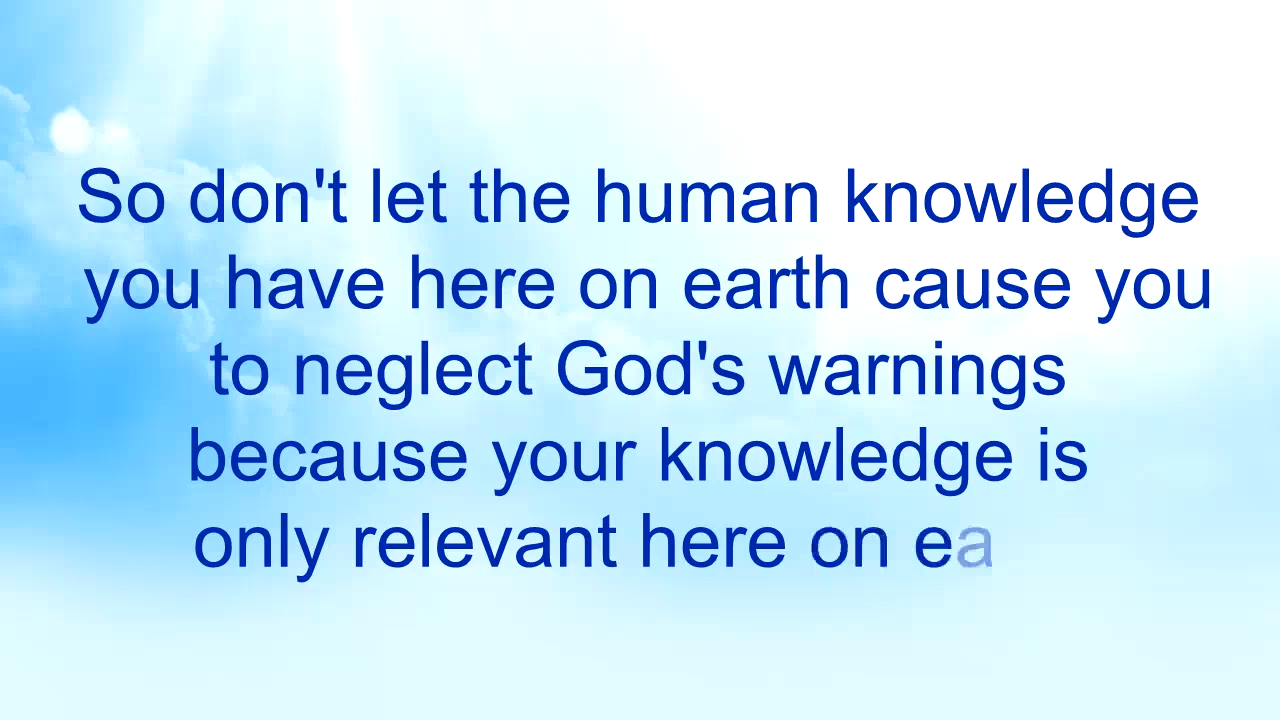 So don't let the human knowledge
you have here on earth cause you
to neglect God's warnings
because your knowledge is
only relevant here on ea